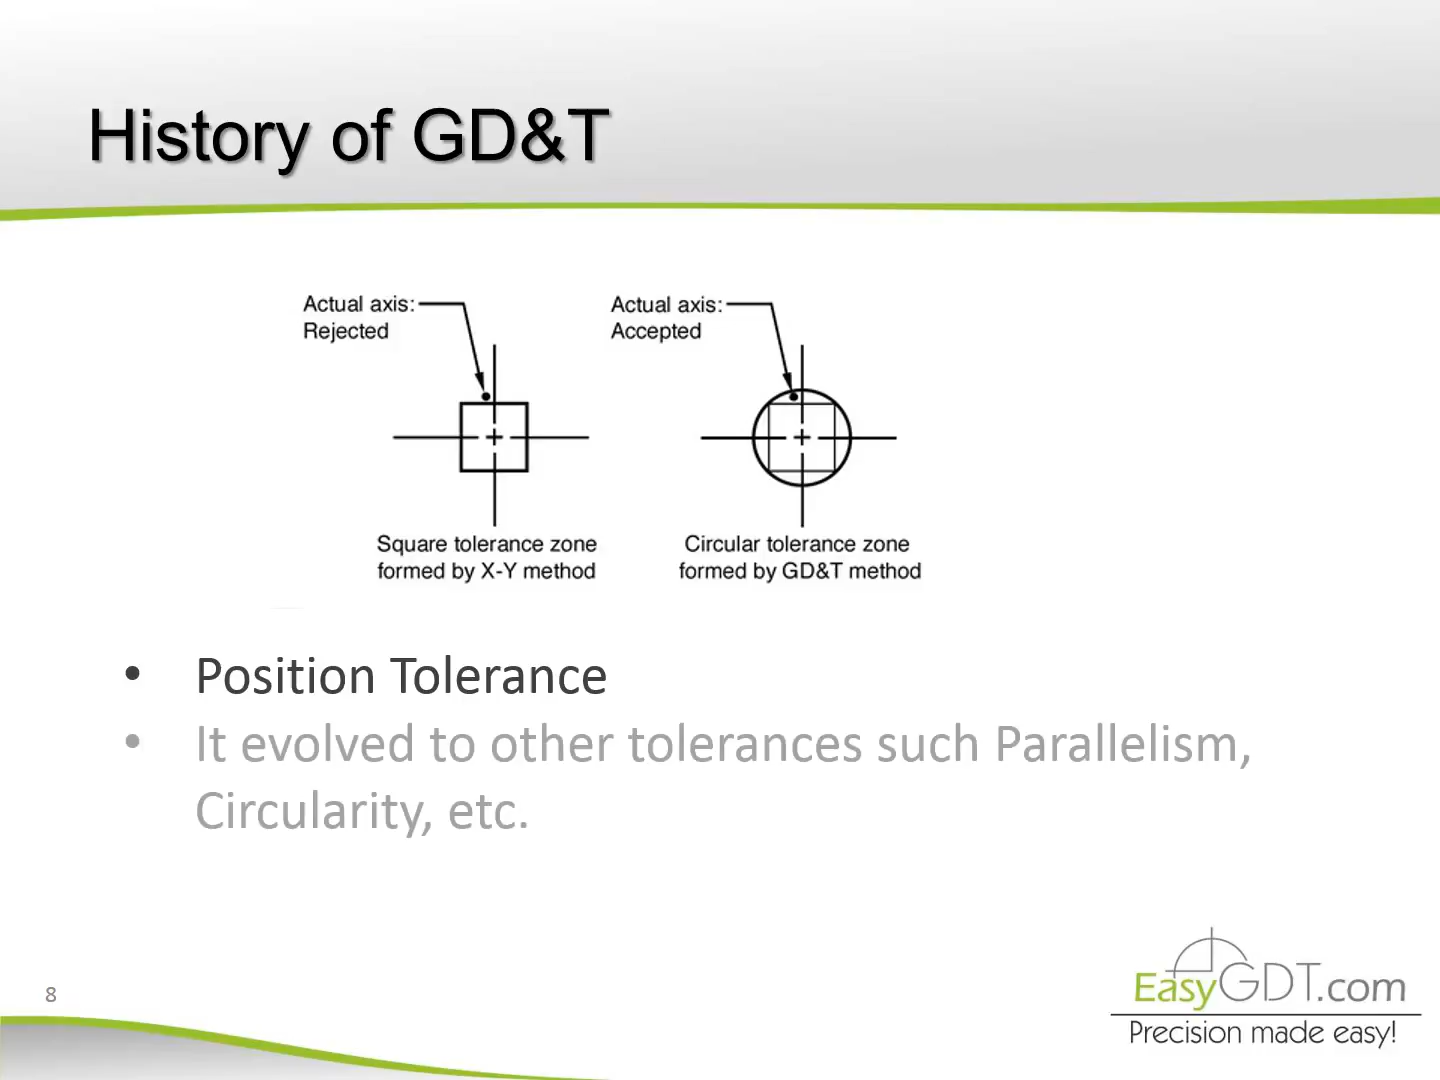 History of GD&T
Actual axis:
Rejected
Actual axis:
Accepted
Square tolerance zone
formed by X-Y method
Circular tolerance zone
formed by GD&T method
• Position Tolerance
• It evolved to other tolerances such Parallelism,
Circularity, etc.
8
EasyGDT.com
Precision made easy!